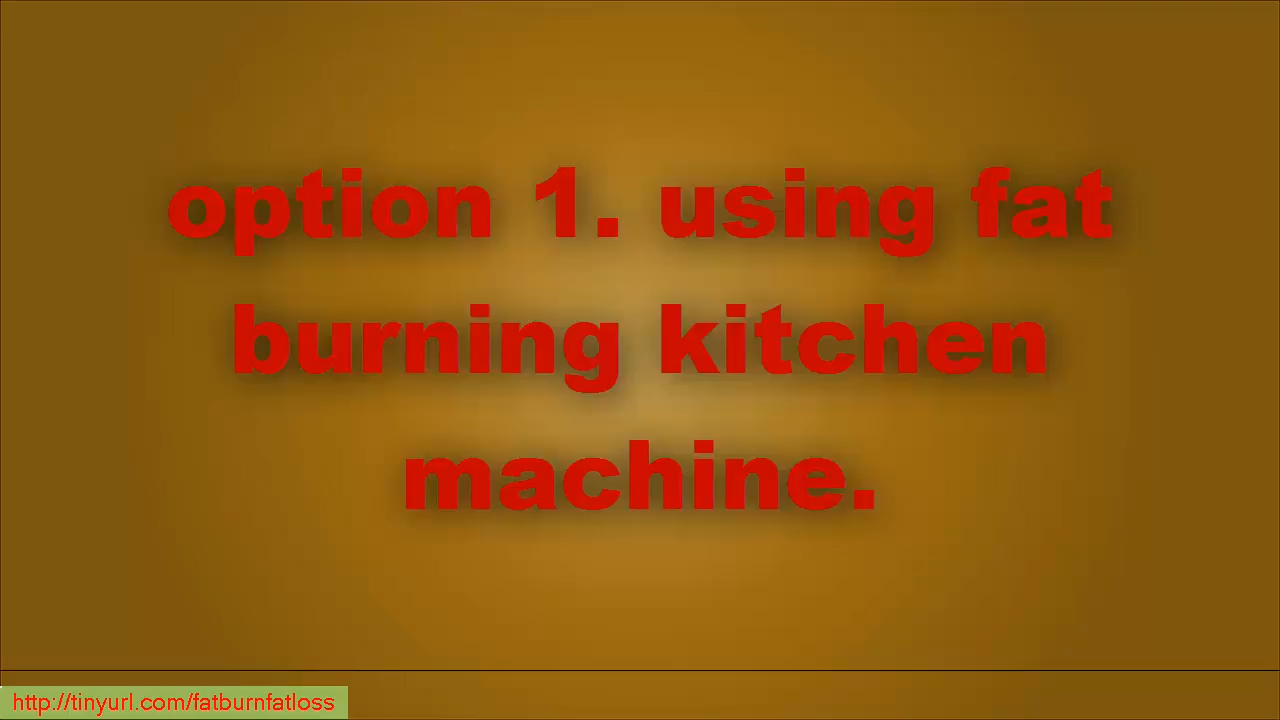 option 1. using fat
burning kitchen
machine.
http://tinyurl.com/fatburnfatloss